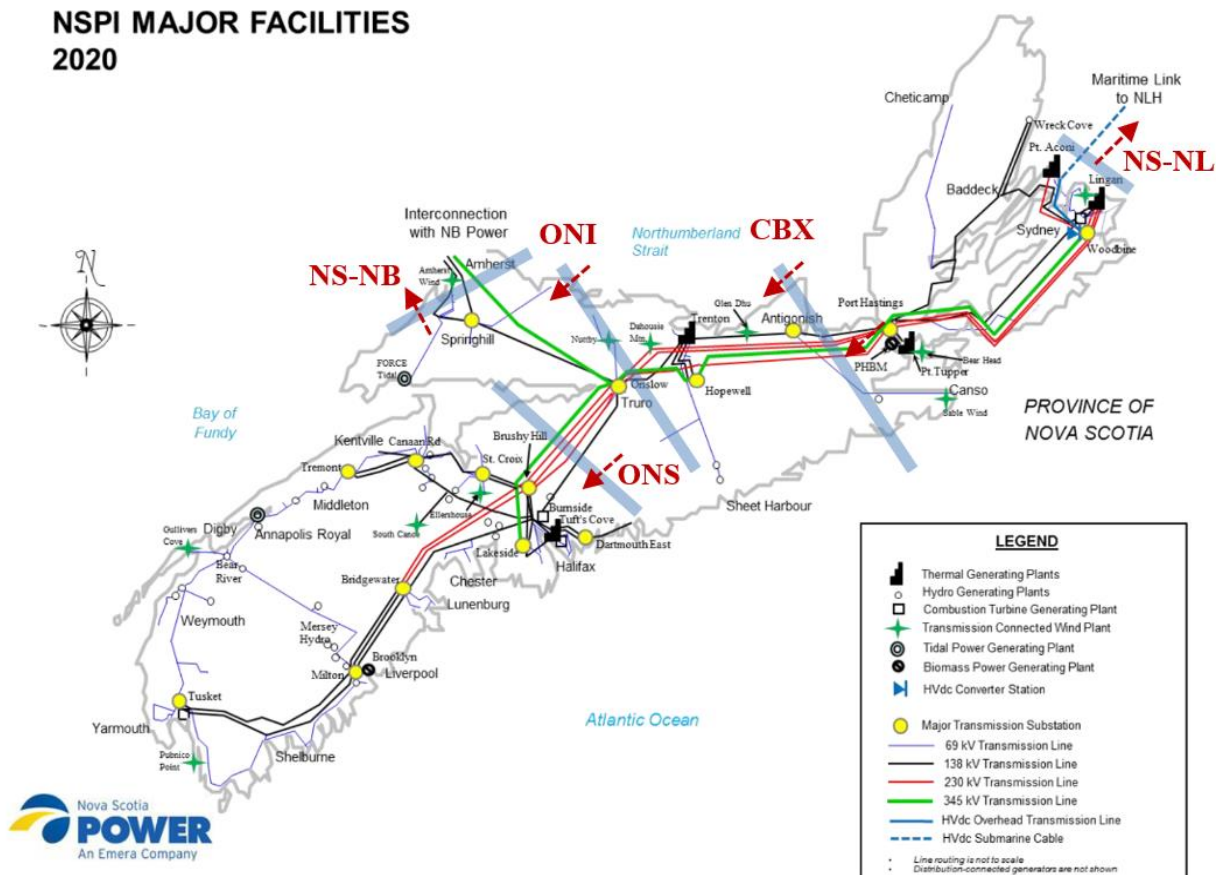 NSPI MAJOR FACILITIES
2020
Maritime Link
to NLH
Cheticamp
Wreck Cove
Pt. Aconi
NS-NL
Lingan
Baddeck
Sydney
Woodbine
Interconnection
with NB Power
ONI
Northumberland
Strait
CBX
NS-NB
Amherst
Wind
Amherst
Glen Dhu
Port Hastings
Antigonish
Trenton
Springhill
Nuttby
Dahousie
Mtn.
N
PHBM
Pt.Tupper
Bear Head
FORCE
Tidal
Onslow
Truro
Hopewell
Canso
Sable Wind
PROVINCE OF
NOVA SCOTIA
Bay of
Fundy
Kentville
Canaan Rd
Brushy Hill
St. Croix
Tremont
ONS
Middleton
Ellershouse
Burnside
Tuft's Cove
Sheet Harbour
Gullivers
Cove
Digby
Annapolis Royal
South Canoe
Lakeside
Halifax
Dartmouth East
Bear
River
Bridgewater
Chester
Lunenburg
Weymouth
Mersey
Hydro
Brooklyn
Milton
Liverpool
Tusket
Yarmouth
Shelburne
Pubnico
Point
Atlantic Ocean
Nova Scotia
POWER
An Emera Company
LEGEND
Thermal Generating Plants
Hydro Generating Plants
Combustion Turbine Generating Plant
Transmission Connected Wind Plant
Tidal Power Generating Plant
Biomass Power Generating Plant
HVdc Converter Station
Major Transmission Substation
69 kV Transmission Line
138 kV Transmission Line
230 kV Transmission Line
345 kV Transmission Line
HVdc Overhead Transmission Line
HVdc Submarine Cable
• Line routing is not to scale
• Distribution-connected generators are not shown